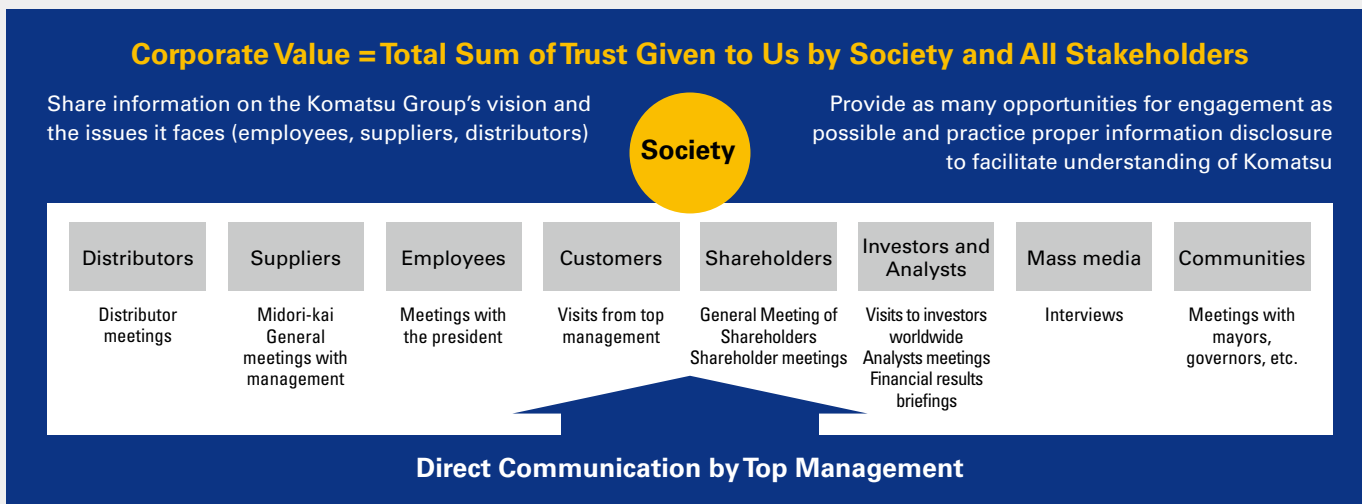 Corporate Value = Total Sum of Trust Given to Us by Society and All Stakeholders
Share information on the Komatsu Group's vision and
the issues it faces (employees, suppliers, distributors)
Society
Provide as many opportunities for engagement as
possible and practice proper information disclosure
to facilitate understanding of Komatsu
Distributors
Distributor
meetings
Suppliers
Midori-kai
General
meetings with
management
Employees
Meetings with
the president
Customers
Visits from top
management
Shareholders
General Meeting of
Shareholders
Shareholder meetings
Investors and
Analysts
Visits to investors
worldwide
Analysts meetings
Financial results
briefings
Mass media
Interviews
Communities
Meetings with
mayors,
governors, etc.
Direct Communication by Top Management